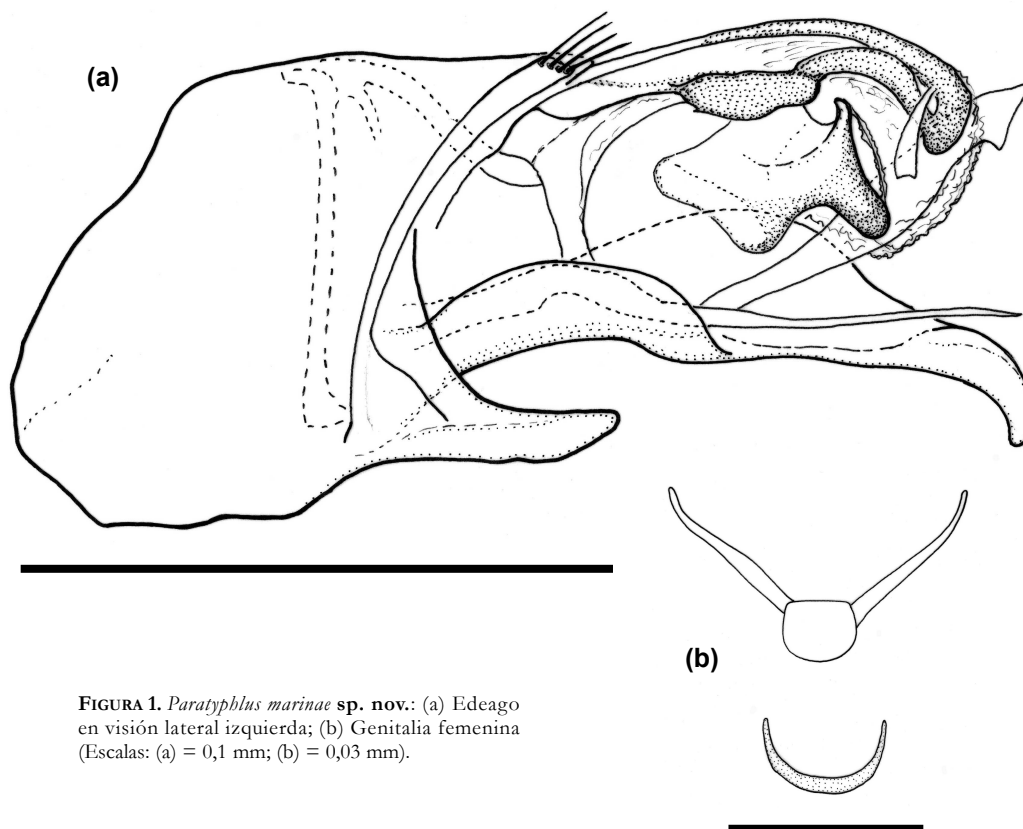 (a)
(b)
FIGURA 1. Paratyphlus marinae sp. nov.: (a) Edeago
en visión lateral izquierda; (b) Genitalia femenina
(Escalas: (a) = 0,1 mm; (b) = 0,03 mm).